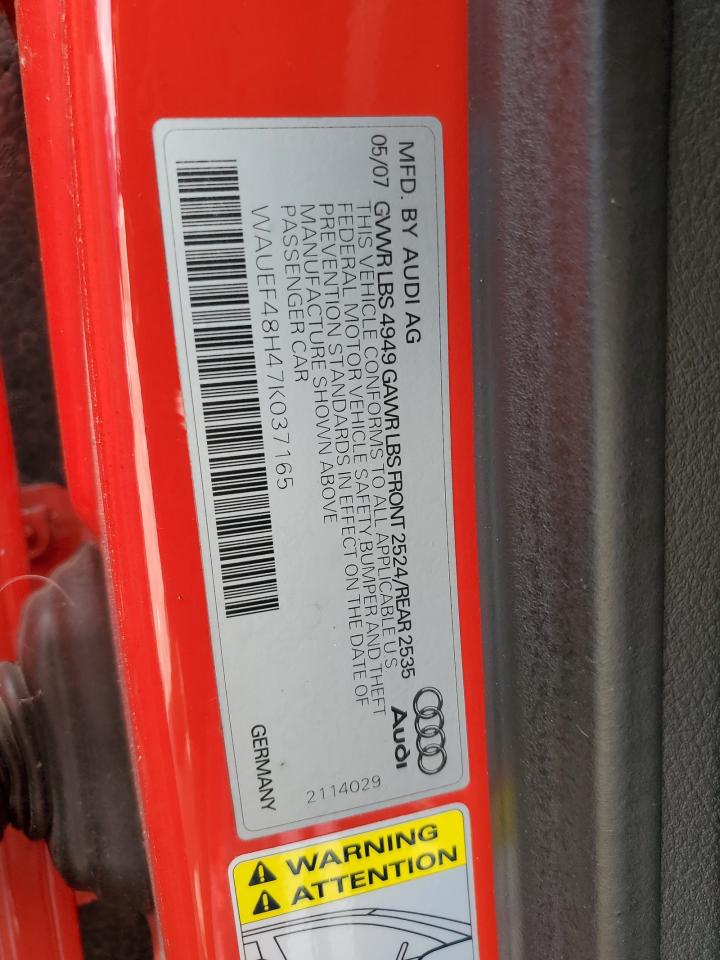 MFD. BY AUDI AG
05/07 GWWR LBS 4949 GAWR LBS FRONT 2524/REAR 2535
THIS VEHICLE CONFORMS TO ALL APPLICABLE U.S.
FEDERAL MOTOR VEHICLE SAFETY, BUMPER AND THEFT
PREVENTION STANDARDS IN EFFECT ON THE DATE OF
MANUFACTURE SHOWN ABOVE
PASSENGER CAR
WAUEF48H47K037165
Audi
2114029
GERMANY
WARNING
ATTENTION